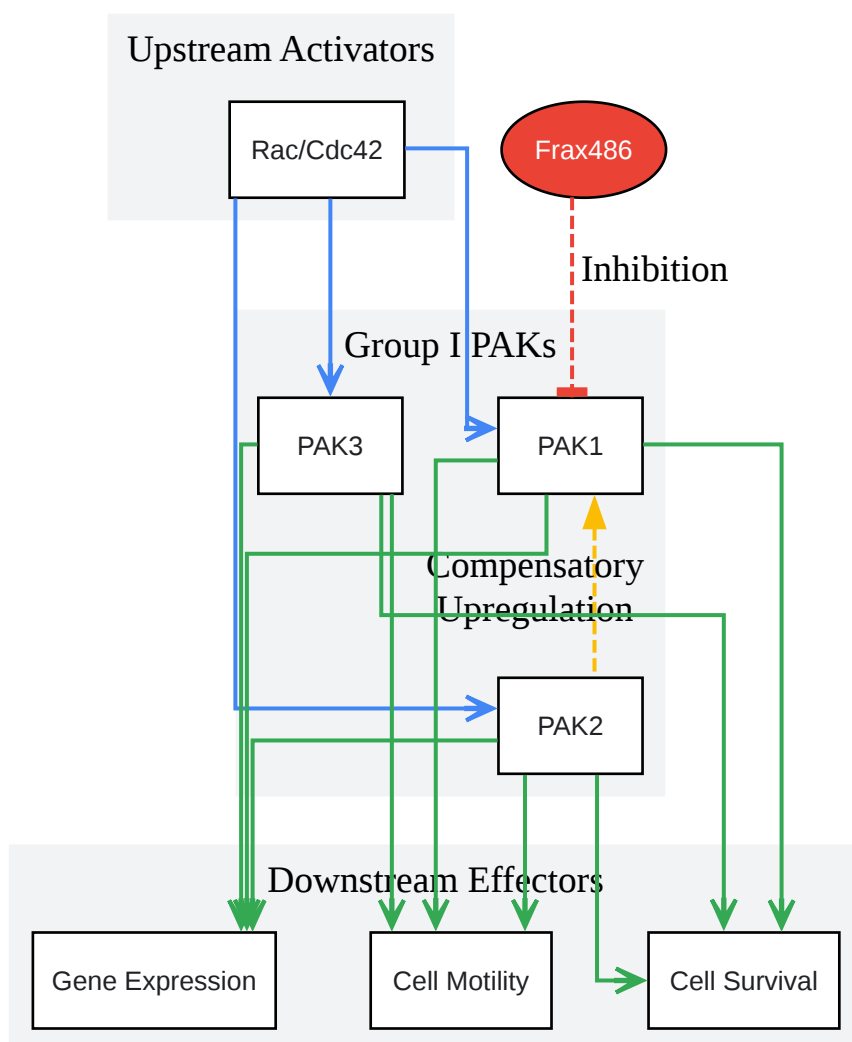 Upstream Activators
Rac/Cdc42
Frax486
Inhibition
Group I PAKs
PAK3
PAK1
Compensatory
Upregulation
PAK2
Downstream Effectors
Gene Expression
Cell Motility
Cell Survival